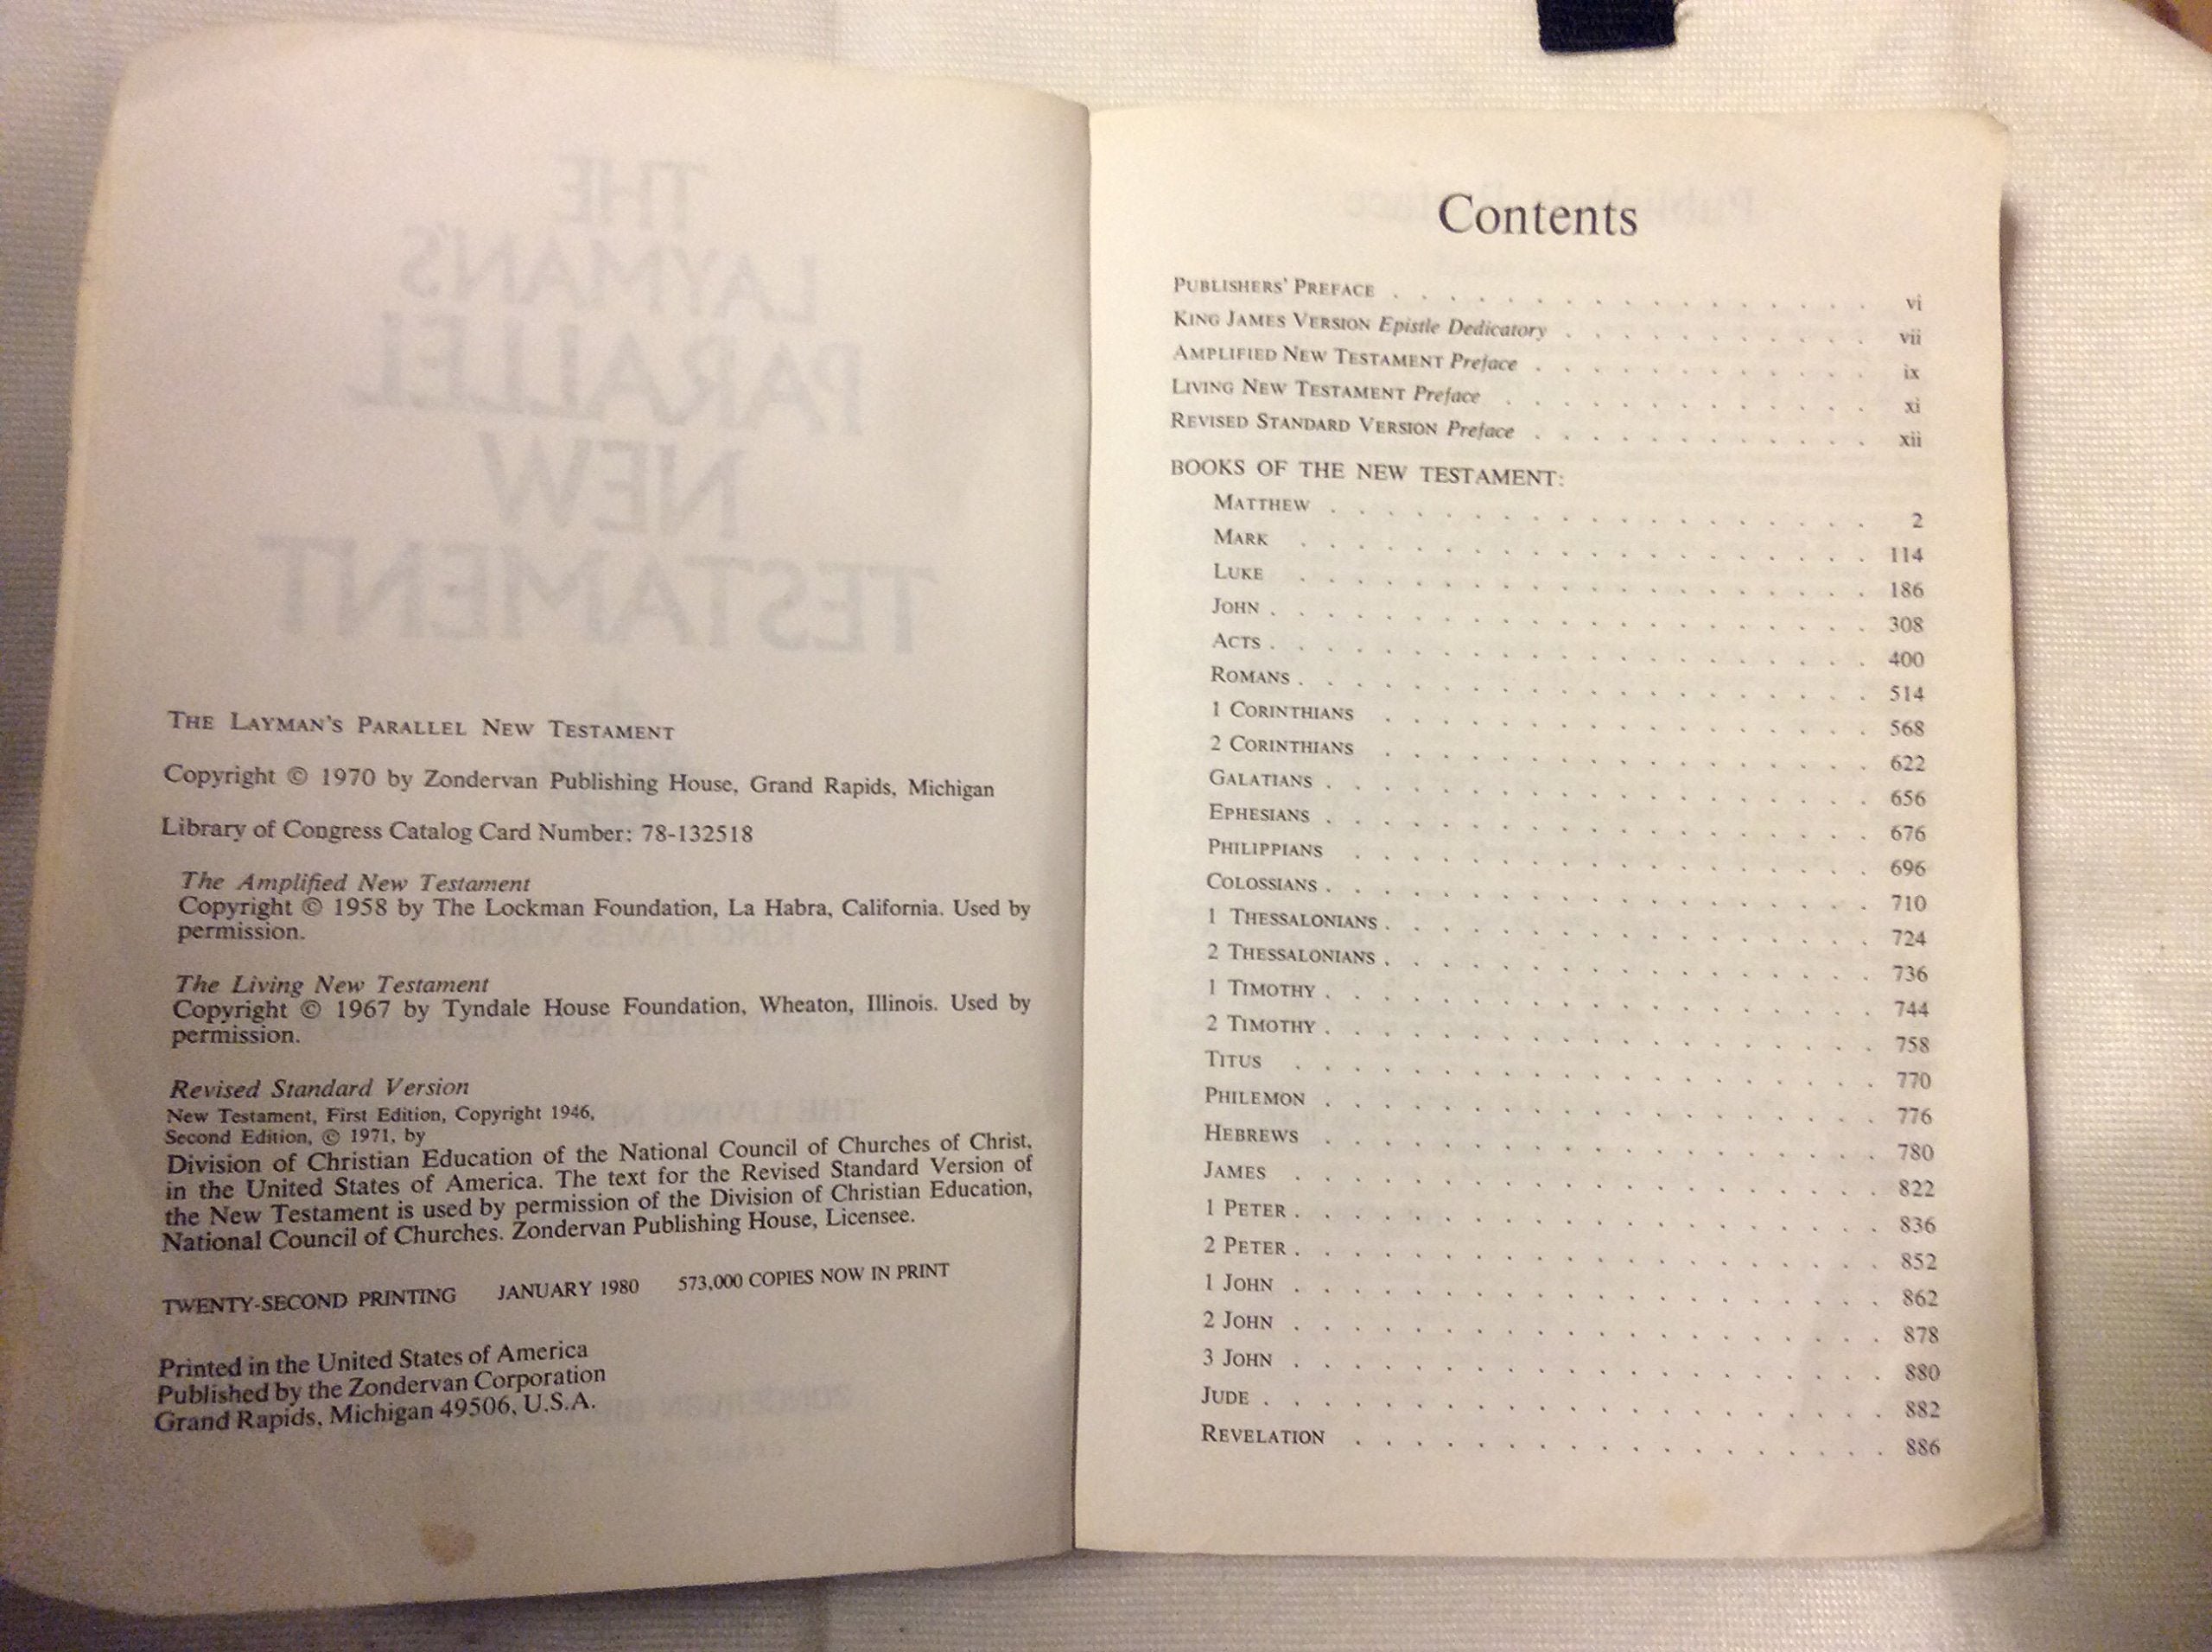 THE LAYMAN'S PARALLEL NEW TESTAMENT
Copyright © 1970 by Zondervan Publishing House, Grand Rapids, Michigan
Library of Congress Catalog Card Number: 78-132518
The Amplified New Testament
Copyright © 1958 by The Lockman Foundation, La Habra, California. Used by
permission.
The Living New Testament
Copyright © 1967 by Tyndale House Foundation, Wheaton, Illinois. Used by
permission.
Revised Standard Version
New Testament, First Edition, Copyright 1946,
Second Edition, © 1971, by
Division of Christian Education of the National Council of Churches of Christ,
in the United States of America. The text for the Revised Standard Version of
the New Testament is used by permission of the Division of Christian Education,
National Council of Churches. Zondervan Publishing House, Licensee.
TWENTY-SECOND PRINTING JANUARY 1980 573,000 COPIES NOW IN PRINT
Printed in the United States of America
Published by the Zondervan Corporation
Grand Rapids, Michigan 49506, U.S.A.
Contents
PUBLISHERS' PREFACE . . . . . . . . . . . . . . . . . vi
KING JAMES VERSION Epistle Dedicatory . . . . . . . . . . . vii
AMPLIFIED NEW TESTAMENT Preface . . . . . . . . . . . . ix
LIVING NEW TESTAMENT Preface . . . . . . . . . . . . . xi
REVISED STANDARD VERSION Preface . . . . . . . . . . . . xii
BOOKS OF THE NEW TESTAMENT:
MATTHEW . . . . . . . . . . . . . . . . . . . 2
MARK . . . . . . . . . . . . . . . . . . . . 114
LUKE . . . . . . . . . . . . . . . . . . . . 186
JOHN . . . . . . . . . . . . . . . . . . . . . 308
ACTS . . . . . . . . . . . . . . . . . . . . . 400
ROMANS . . . . . . . . . . . . . . . . . . . . 514
1 CORINTHIANS . . . . . . . . . . . . . . . . . 568
2 CORINTHIANS . . . . . . . . . . . . . . . . . 622
GALATIANS . . . . . . . . . . . . . . . . . . . 656
EPHESIANS . . . . . . . . . . . . . . . . . . . 676
PHILIPPIANS . . . . . . . . . . . . . . . . . . 696
COLOSSIANS . . . . . . . . . . . . . . . . . . . 710
1 THESSALONIANS . . . . . . . . . . . . . . . . . 724
2 THESSALONIANS . . . . . . . . . . . . . . . . . 736
1 TIMOTHY . . . . . . . . . . . . . . . . . . . 744
2 TIMOTHY . . . . . . . . . . . . . . . . . . . 758
TITUS . . . . . . . . . . . . . . . . . . . . 770
PHILEMON . . . . . . . . . . . . . . . . . . . 776
HEBREWS . . . . . . . . . . . . . . . . . . . 780
JAMES . . . . . . . . . . . . . . . . . . . . 822
1 PETER . . . . . . . . . . . . . . . . . . . . 836
2 PETER . . . . . . . . . . . . . . . . . . . . 852
1 JOHN . . . . . . . . . . . . . . . . . . . . 862
2 JOHN . . . . . . . . . . . . . . . . . . . . 878
3 JOHN . . . . . . . . . . . . . . . . . . . . 880
JUDE . . . . . . . . . . . . . . . . . . . . . 882
REVELATION . . . . . . . . . . . . . . . . . . 886